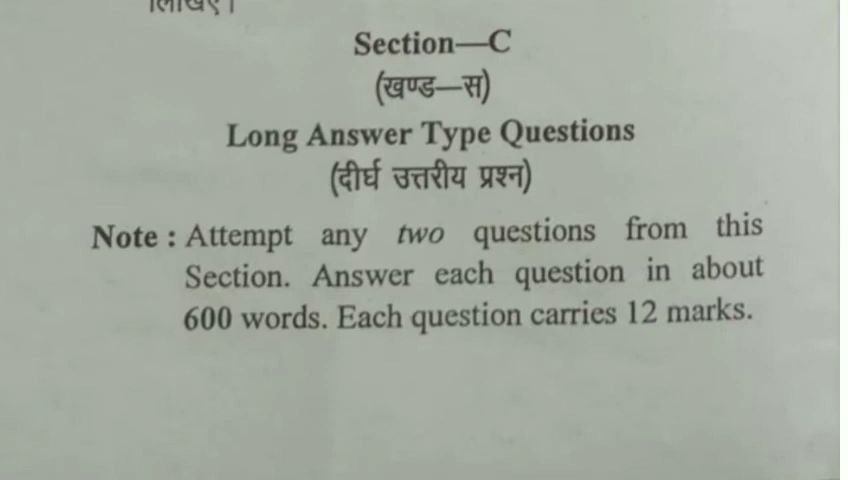 लिखिए।
Section—C
(खण्ड—स)
Long Answer Type Questions
(दीर्घ उत्तरीय प्रश्न)
Note : Attempt any two questions from this
Section. Answer each question in about
600 words. Each question carries 12 marks.